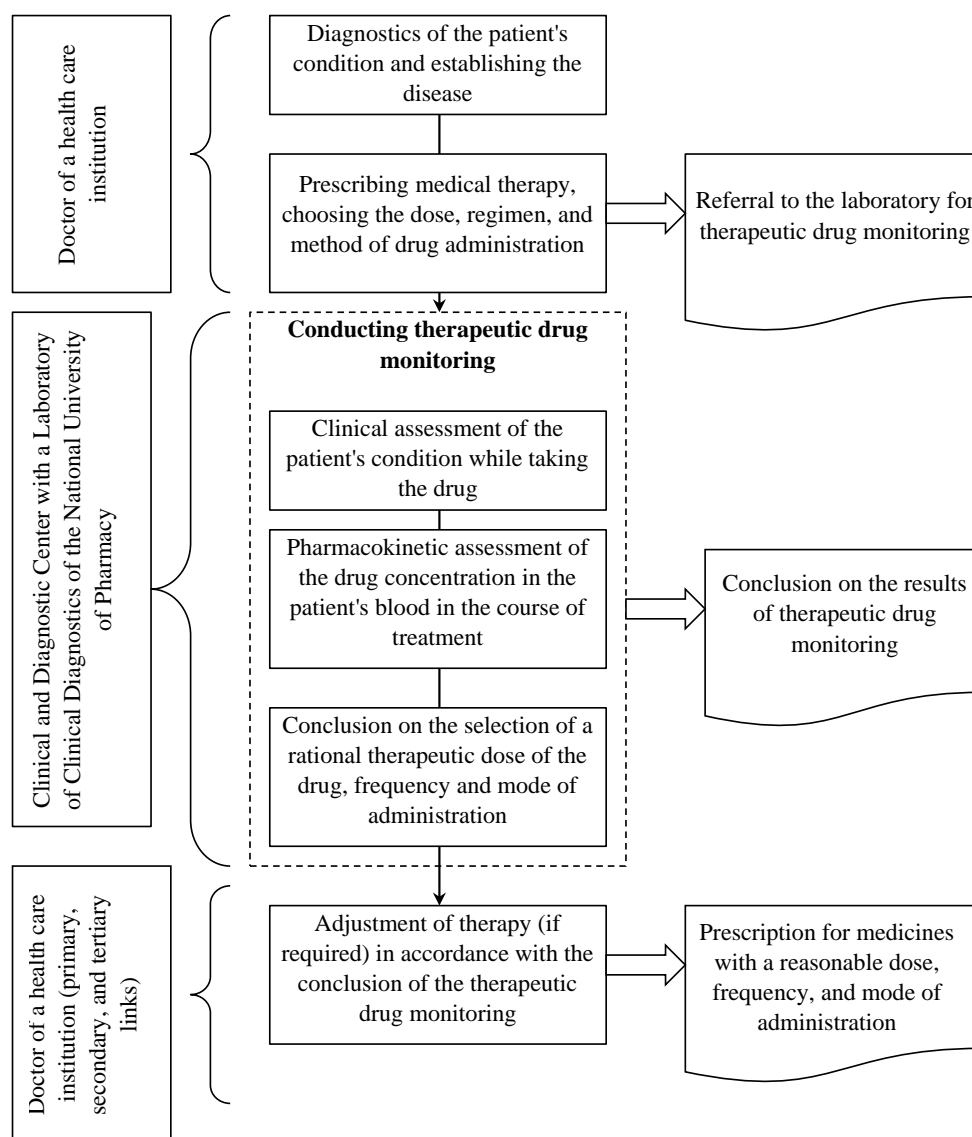 Doctor of a health care
institution
Diagnostics of the patient's
condition and establishing the
disease
Prescribing medical therapy,
choosing the dose, regimen, and
method of drug administration
Referral to the laboratory for
therapeutic drug monitoring
Clinical and Diagnostic Center with a Laboratory
of Clinical Diagnostics of the National University
of Pharmacy
Conducting therapeutic drug
monitoring
Clinical assessment of the
patient's condition while taking
the drug
Pharmacokinetic assessment of
the drug concentration in the
patient's blood in the course of
treatment
Conclusion on the selection of a
rational therapeutic dose of the
drug, frequency and mode of
administration
Conclusion on the results
of therapeutic drug
monitoring
Doctor of a health care
institution (primary,
secondary, and tertiary
links)
Adjustment of therapy (if
required) in accordance with the
conclusion of the therapeutic
drug monitoring
Prescription for medicines
with a reasonable dose,
frequency, and mode of
administration